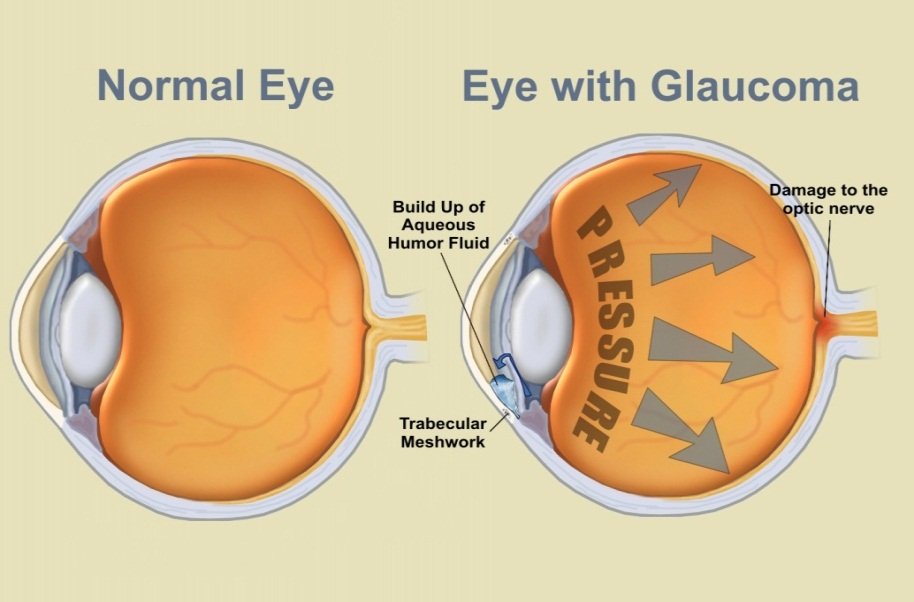 Normal Eye
Eye with Glaucoma
Build Up of
Aqueous
Humor Fluid
Damage to the
optic nerve
PRESSURE
Trabecular
Meshwork